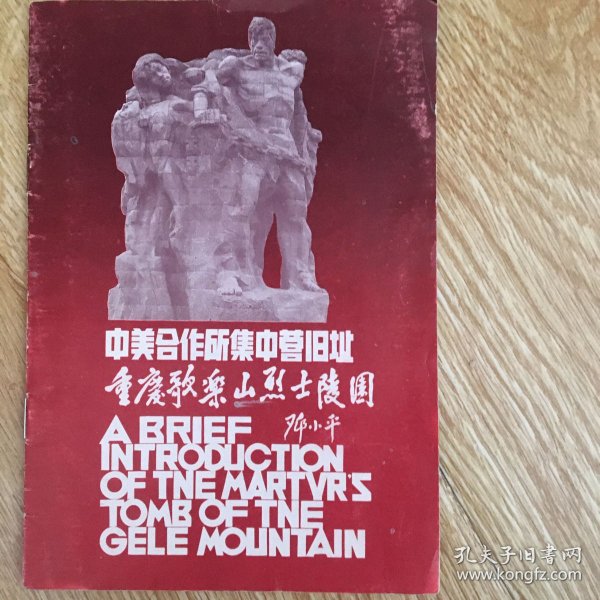 中美合作所集中营旧址
重庆歌乐山烈士陵园
邓小平
A BRIEF
INTRODUCTION
OF TNE MARTVR'S
TOMB OF TNE
GELE MOUNTAIN
孔夫子旧书网
www.kongfz.com